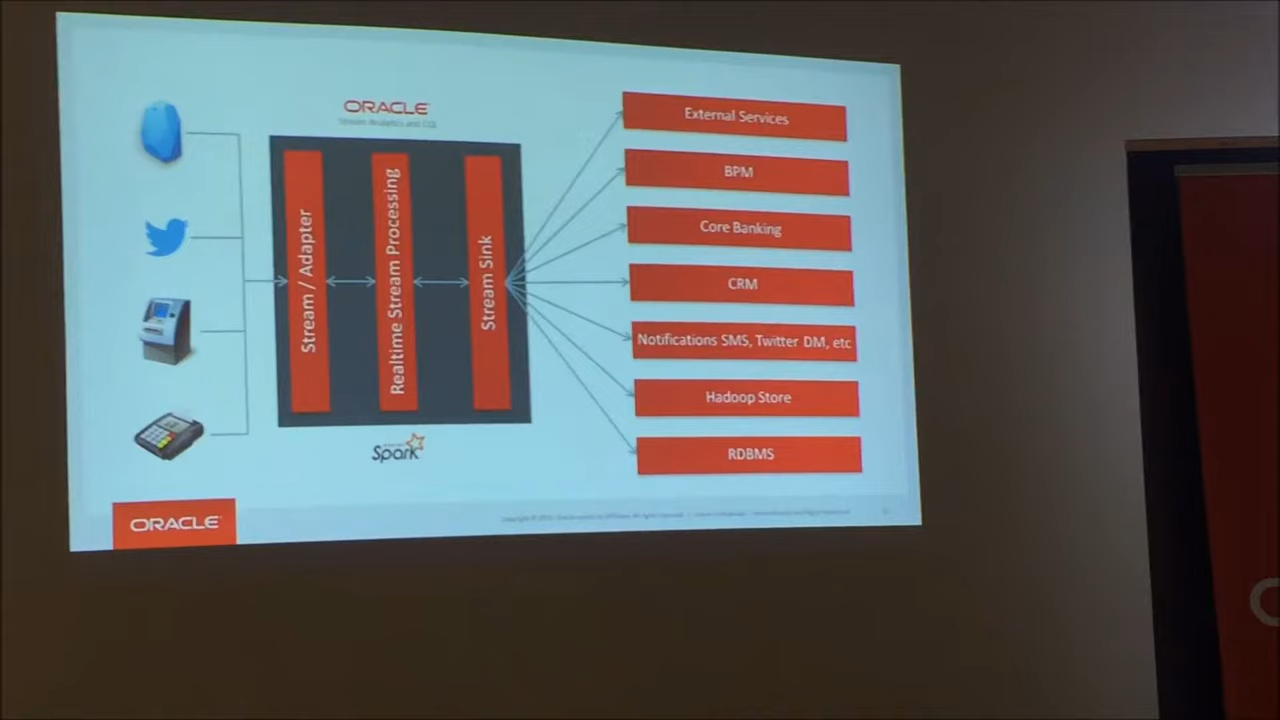 ORACLE
Stream Analytics and CQL
Stream / Adapter
Realtime Stream Processing
Stream Sink
Spark
External Services
BPM
Core Banking
CRM
Notifications SMS, Twitter DM, etc
Hadoop Store
RDBMS
ORACLE